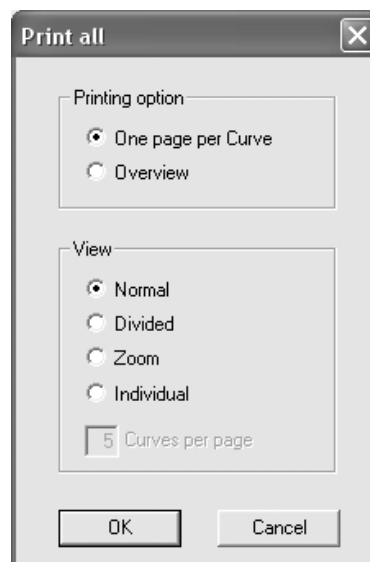 Print all
Printing option
One page per Curve
Overview
View
Normal
Divided
Zoom
Individual
5 Curves per page
OK Cancel